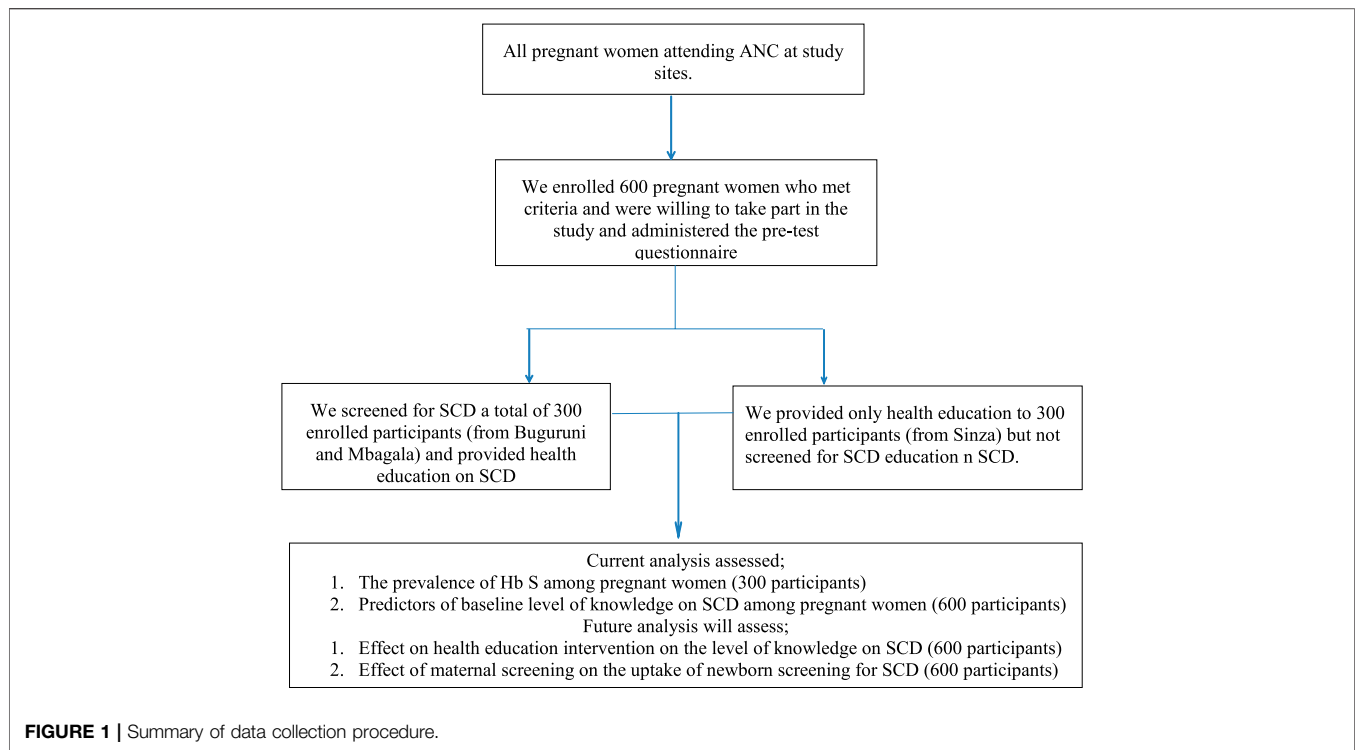 All pregnant women attending ANC at study
sites.
We enrolled 600 pregnant women who met
criteria and were willing to take part in the
study and administered the pre-test
questionnaire
We screened for SCD a total of 300
enrolled participants (from Buguruni
and Mbagala) and provided health
education on SCD
We provided only health education to 300
enrolled participants (from Sinza) but not
screened for SCD education n SCD.
Current analysis assessed;
1. The prevalence of Hb S among pregnant women (300 participants)
2. Predictors of baseline level of knowledge on SCD among pregnant women (600 participants)
Future analysis will assess;
1. Effect on health education intervention on the level of knowledge on SCD (600 participants)
2. Effect of maternal screening on the uptake of newborn screening for SCD (600 participants)
FIGURE 1 | Summary of data collection procedure.